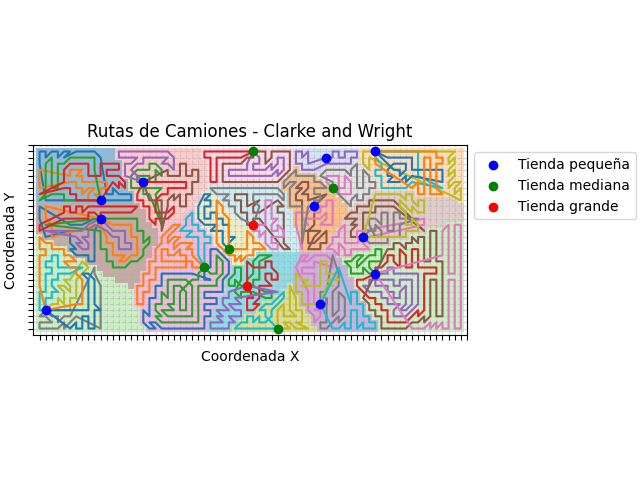 Rutas de Camiones - Clarke and Wright
Tienda pequeña
Tienda mediana
Tienda grande
Coordenada Y
Coordenada X